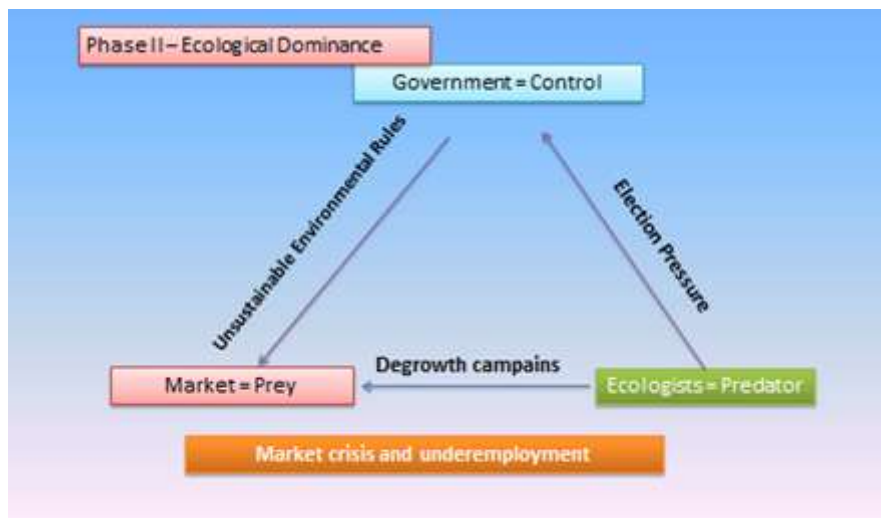 Phase II – Ecological Dominance
Government = Control
Unsustainable Environmental Rules
Election Pressure
Degrowth campains
Market = Prey
Ecologists = Predator
Market crisis and underemployment